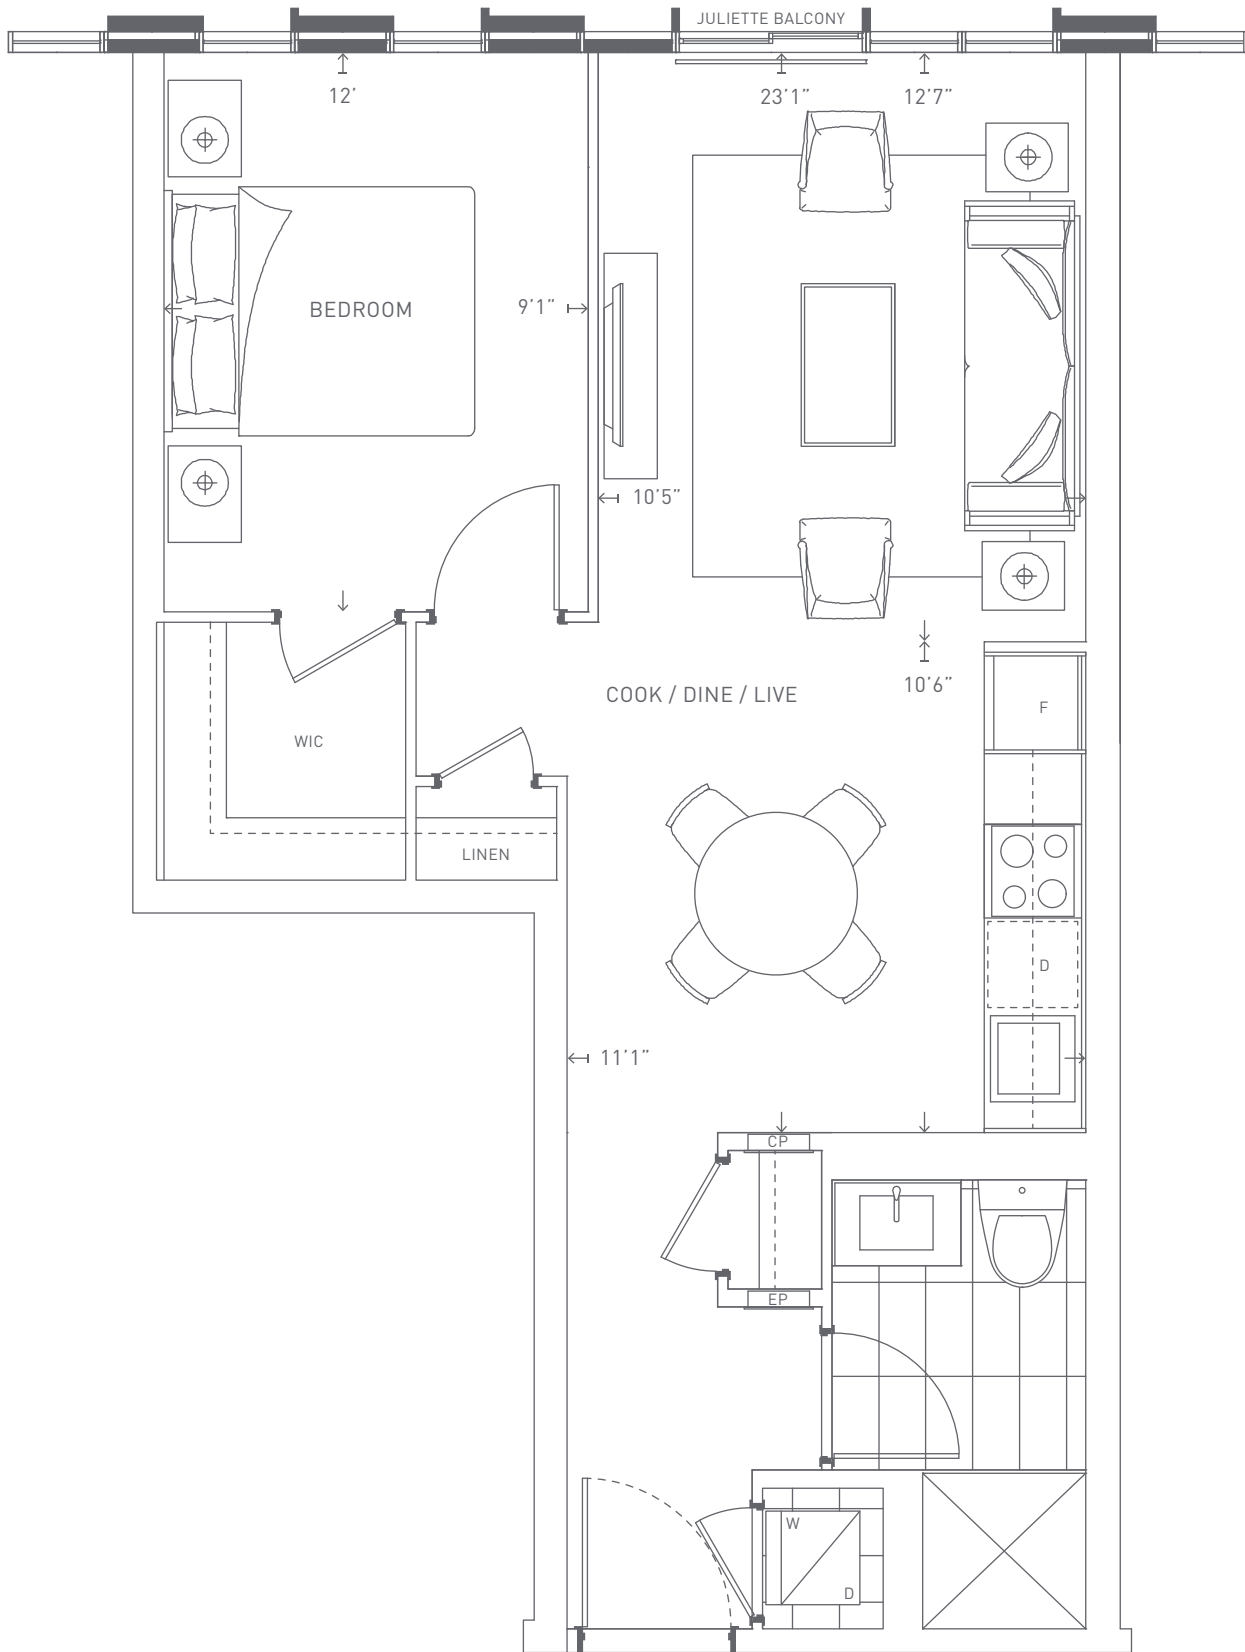 JULIETTE BALCONY
12'
23'1"
12'7"
BEDROOM
9'1"
10'5"
COOK / DINE / LIVE
10'6"
F
WIC
LINEN
D
11'1"
CP
EP
W
D